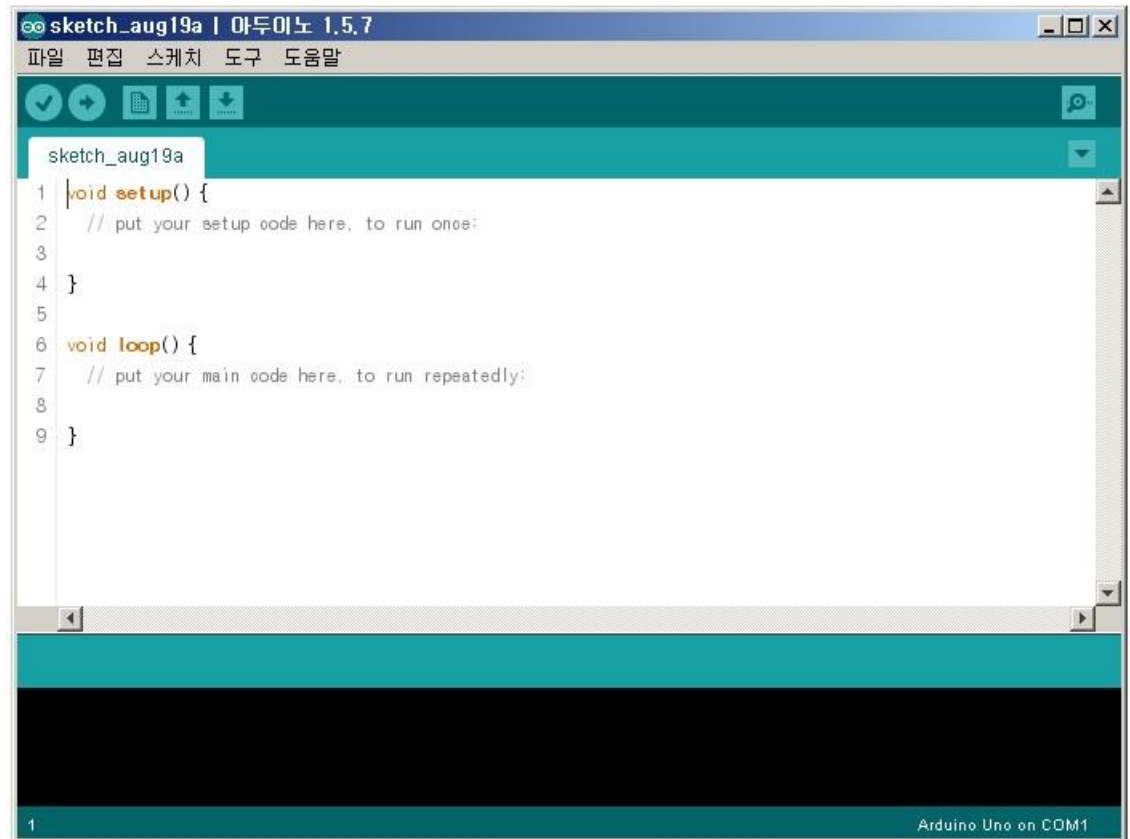 sketch_aug19a | 아두이노 1.5.7
파일 편집 스케치 도구 도움말
sketch_aug19a
1 void setup() {
2 // put your setup code here, to run once:
3
4 }
5
6 void loop() {
7 // put your main code here, to run repeatedly:
8
9 }
1 Arduino Uno on COM1